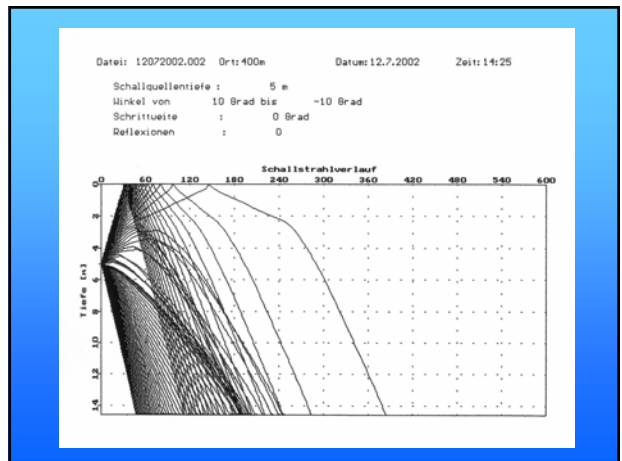 Datei: 12072002.002 Ort: 400m Datum: 12.7.2002 Zeit: 14:25
Schallquellentiefe : 5 m
Winkel von 10 Grad bis -10 Grad
Schrittweite : 0 Grad
Reflexionen : 0
Schallstrahlverlauf
0 60 120 180 240 300 360 420 480 540 600
0
2
4
6
8
10
12
14
Tiefe [m]